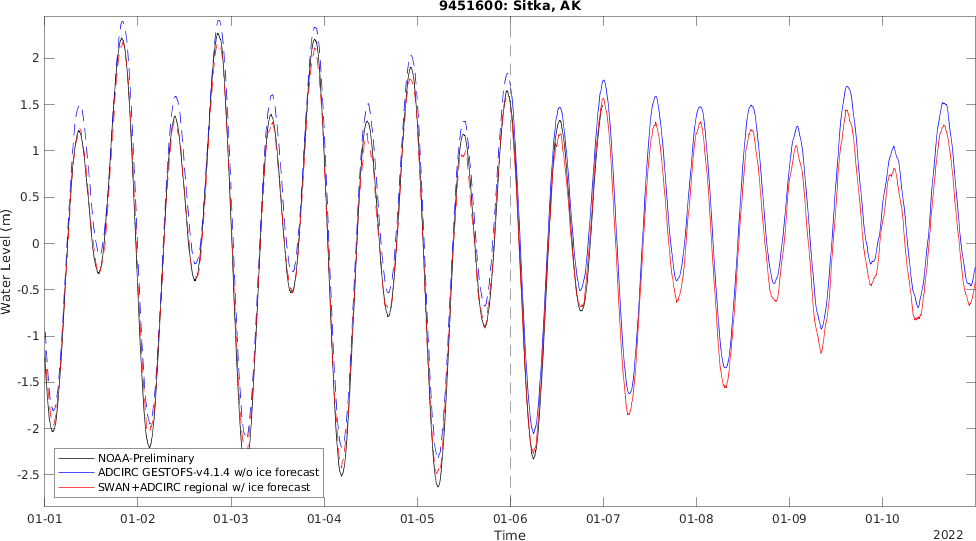 9451600: Sitka, AK
Water Level (m)
2
1.5
1
0.5
0
-0.5
-1
-1.5
-2
-2.5
NOAA-Preliminary
ADCIRC GESTOFS-v4.1.4 w/o ice forecast
SWAN+ADCIRC regional w/ ice forecast
01-01 01-02 01-03 01-04 01-05 01-06 01-07 01-08 01-09 01-10
Time
2022